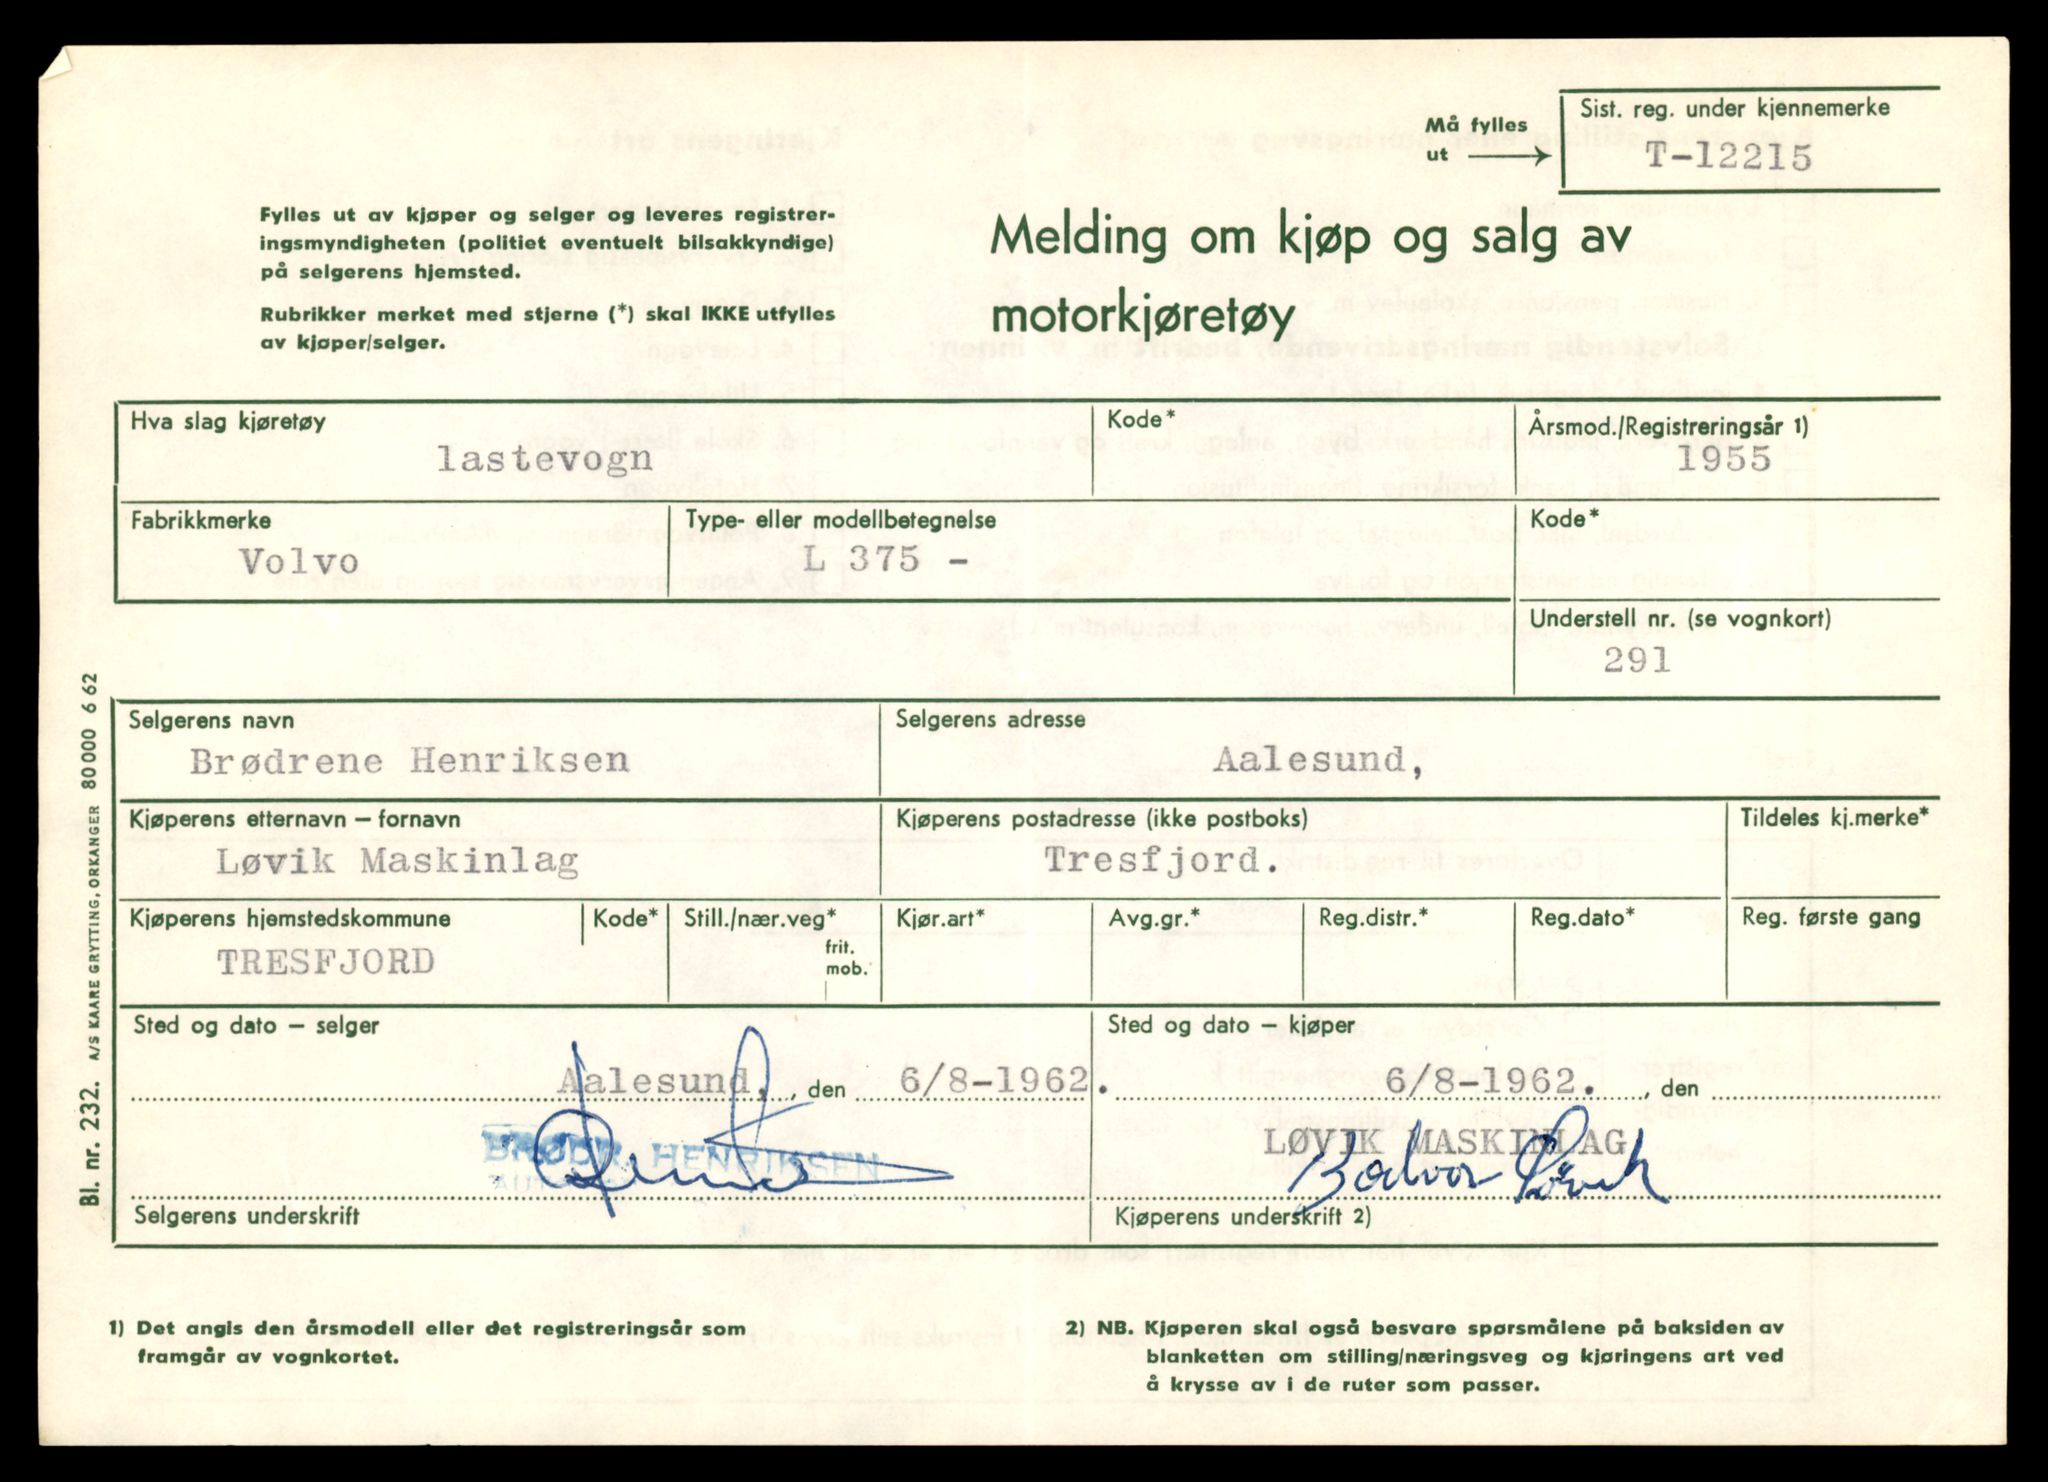 Må fylles
ut
Sist. reg. under kjennemerke
T-12215
Fylles ut av kjøper og selger og leveres registrer-
ingsmyndigheten (politiet eventuelt bilsakkyndige)
på selgerens hjemsted.
Rubrikker merket med stjerne (*) skal IKKE utfylles
av kjøper/selger.
Melding om kjøp og salg av
motorkjøretøy
Hva slag kjøretøy
lastevogn
Kode*
Årsmod./Registreringsår 1)
1955
Fabrikkmerke
Volvo
Type- eller modellbetegnelse
L 375 -
Kode*
Understell nr. (se vognkort)
291
Selgerens navn
Brødrene Henriksen
Selgerens adresse
Aalesund,
Kjøperens etternavn – fornavn
Løvik Maskinlag
Kjøperens postadresse (ikke postboks)
Tresfjord.
Tildeles kj.merke*
Kjøperens hjemstedskommune
TRESFJORD
Kode*
Still./nær.veg*
frit.
mob.
Kjør.art*
Avg.gr.*
Reg.distr.*
Reg.dato*
Reg. første gang
Sted og dato – selger
Aalesund, , den 6/8-1962.
BRØDR. HENRIKSEN
Selgerens underskrift
Sted og dato – kjøper
6/8-1962. , den
LØVIK MASKINLAG
Bodvar Løvik
Kjøperens underskrift 2)
Bl. nr. 232. A/S KAARE GRYTTING, ORKANGER 80000 6 62
1) Det angis den årsmodell eller det registreringsår som
framgår av vognkortet.
2) NB. Kjøperen skal også besvare spørsmålene på baksiden av
blanketten om stilling/næringsveg og kjøringens art ved
å krysse av i de ruter som passer.